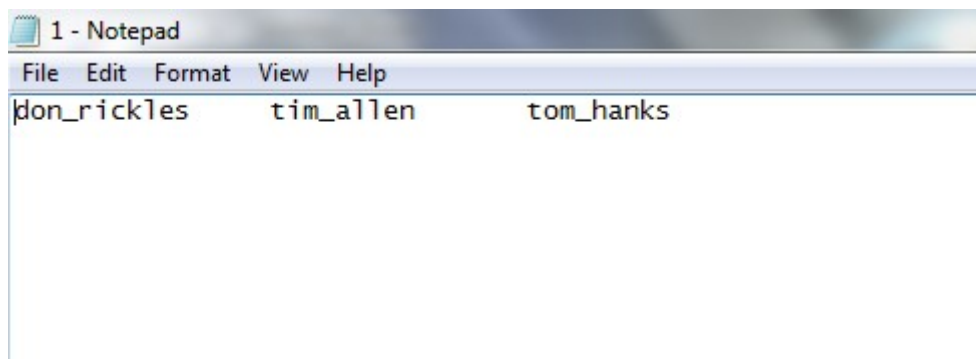 1 - Notepad
File Edit Format View Help
don_rickles tim_allen tom_hanks